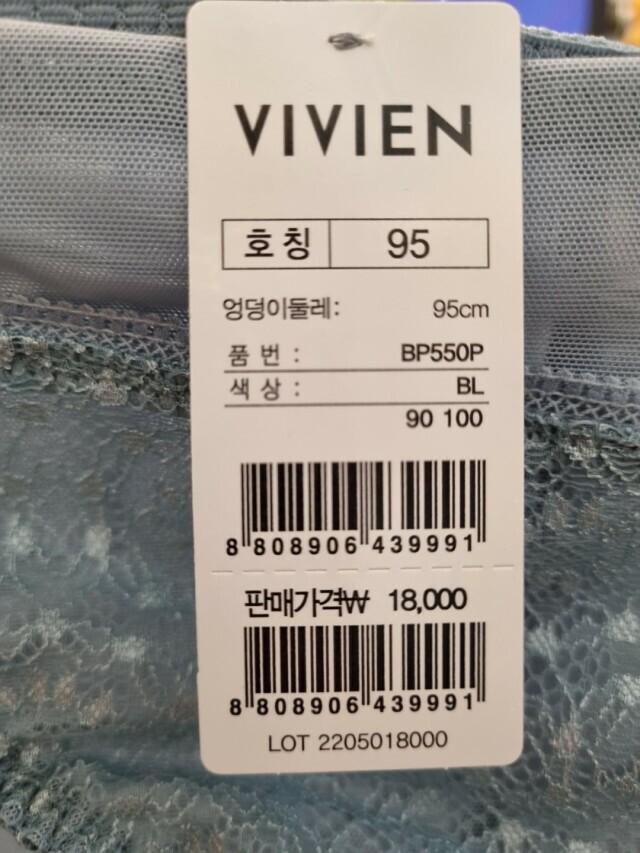 VIVIEN
호칭 95
엉덩이둘레: 95cm
품번 : BP550P
색상 : BL
90 100
8 808906 439991
판매가격₩ 18,000
8 808906 439991
LOT 2205018000